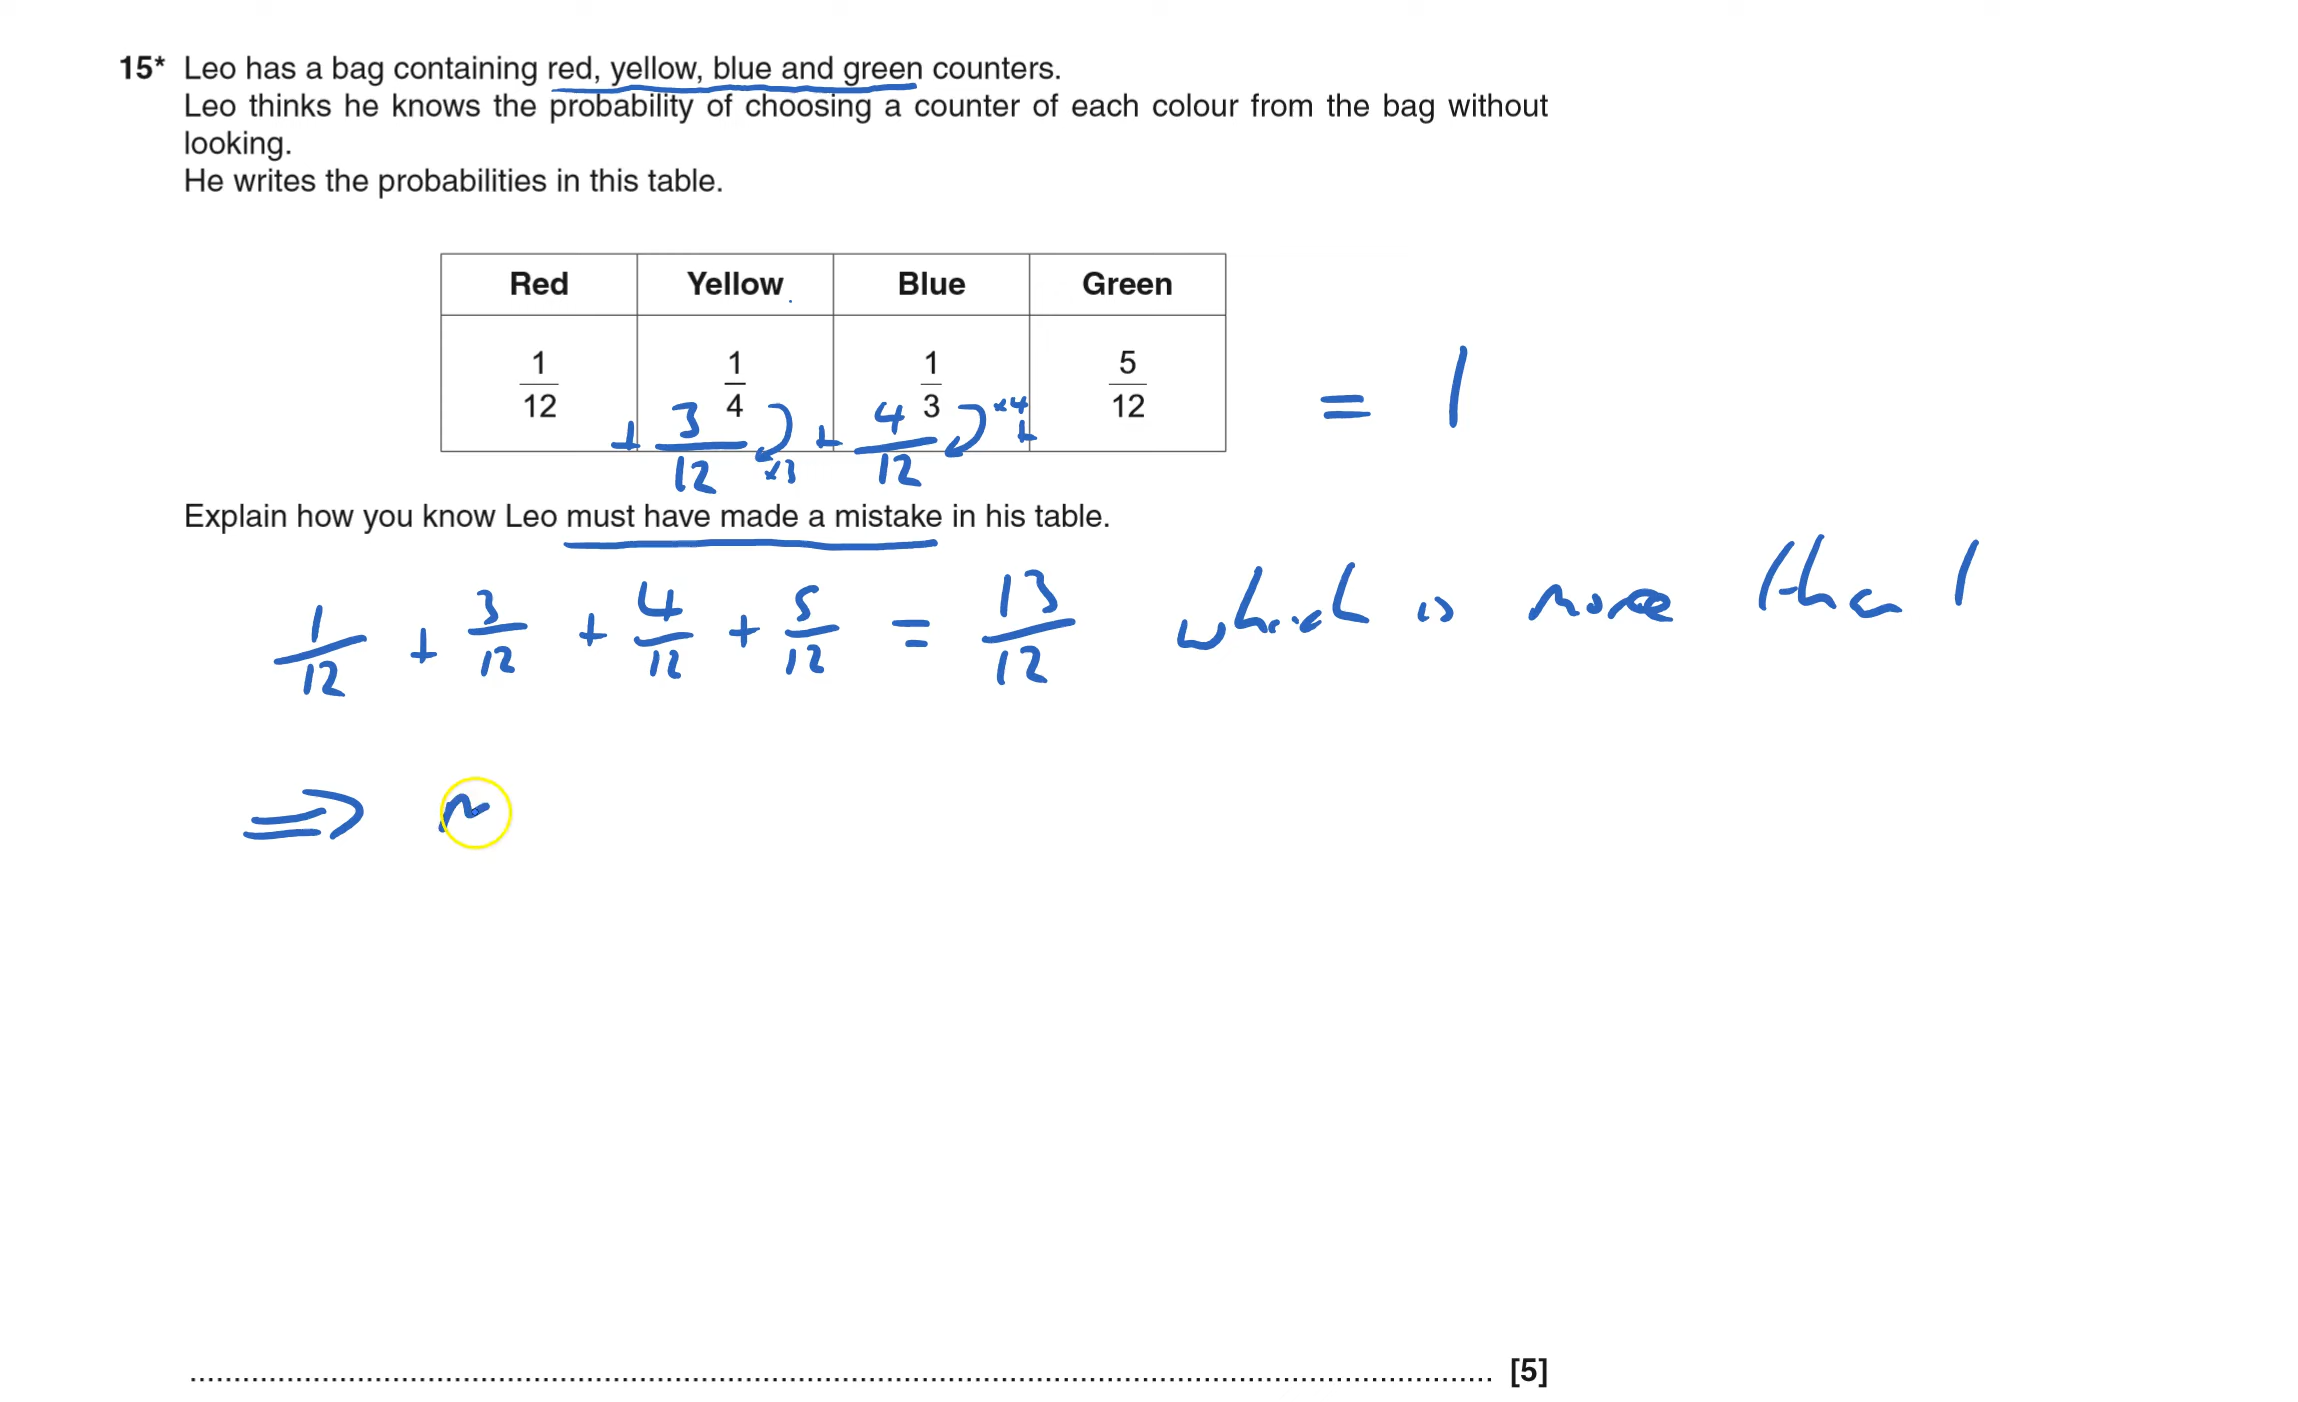 15* Leo has a bag containing red, yellow, blue and green counters.
Leo thinks he knows the probability of choosing a counter of each colour from the bag without
looking.
He writes the probabilities in this table.
Red Yellow Blue Green
1/12 1/4 1/3 5/12 = 1
+ 3/12 ×3 + 4/12 ×4 +
Explain how you know Leo must have made a mistake in his table.
1/12 + 3/12 + 4/12 + 5/12 = 13/12 which is more than 1
⇒
[5]